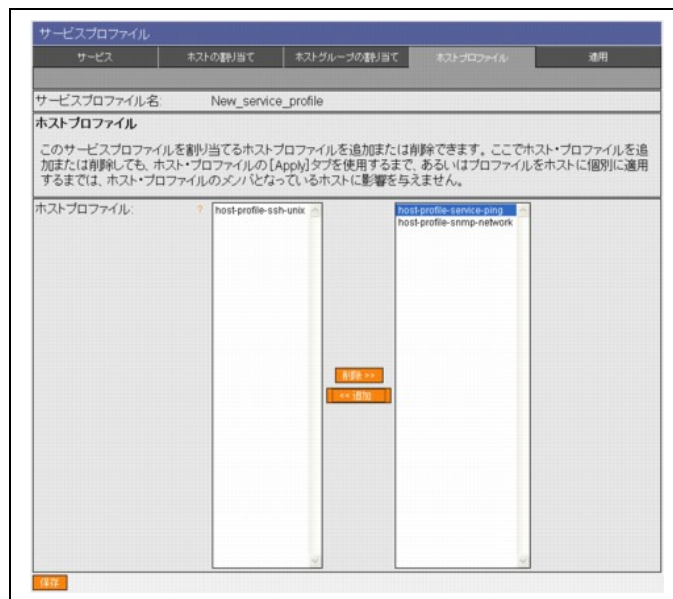 サービスプロファイル
サービス
ホストの割り当て
ホストグループの割り当て
ホストプロファイル
適用
サービスプロファイル名:
New_service_profile
ホストプロファイル
このサービスプロファイルを割り当てるホストプロファイルを追加または削除できます。ここでホスト・プロファイルを追
加または削除しても、ホスト・プロファイルの[Apply]タブを使用するまで、あるいはプロファイルをホストに個別に適用
するまでは、ホスト・プロファイルのメンバとなっているホストに影響を与えません。
ホストプロファイル:
?
host-profile-ssh-unix
host-profile-service-ping
host-profile-snmp-network
削除 >>
<< 追加
保存